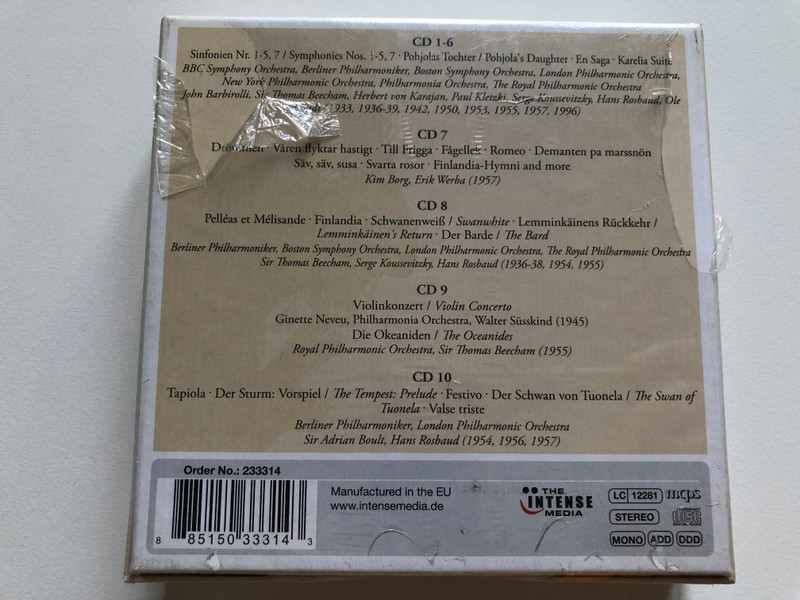 CD 1-6
Sinfonien Nr. 1-5, 7 / Symphonies Nos. 1-5, 7 · Pohjolas Tochter / Pohjola's Daughter · En Saga · Karelia Suite
BBC Symphony Orchestra, Berliner Philharmoniker, Boston Symphony Orchestra, London Philharmonic Orchestra,
New York Philharmonic Orchestra, Philharmonia Orchestra, The Royal Philharmonic Orchestra
John Barbirolli, Sir Thomas Beecham, Herbert von Karajan, Paul Kletzki, Serge Koussevitzky, Hans Rosbaud, Ole
(1933, 1936-39, 1942, 1950, 1953, 1955, 1957, 1996)
CD 7
Drömmen · Våren flyktar hastigt · Till Frigga · Fågellek · Romeo · Demanten pa marssnön
Säv, säv, susa · Svarta rosor · Finlandia-Hymni and more
Kim Borg, Erik Werba (1957)
CD 8
Pelléas et Mélisande · Finlandia · Schwanenweiß / Swanwhite · Lemminkäinens Rückkehr /
Lemminkäinen's Return · Der Barde / The Bard
Berliner Philharmoniker, Boston Symphony Orchestra, London Philharmonic Orchestra, The Royal Philharmonic Orchestra
Sir Thomas Beecham, Serge Koussevitzky, Hans Rosbaud (1936-38, 1954, 1955)
CD 9
Violinkonzert / Violin Concerto
Ginette Neveu, Philharmonia Orchestra, Walter Süsskind (1945)
Die Okeaniden / The Oceanides
Royal Philharmonic Orchestra, Sir Thomas Beecham (1955)
CD 10
Tapiola · Der Sturm: Vorspiel / The Tempest: Prelude · Festivo · Der Schwan von Tuonela / The Swan of
Tuonela · Valse triste
Berliner Philharmoniker, London Philharmonic Orchestra
Sir Adrian Boult, Hans Rosbaud (1954, 1956, 1957)
Order No.: 233314
8 85150 33314 3
Manufactured in the EU
www.intensemedia.de
THE
INTENSE
MEDIA
LC 12281 mcps
STEREO disc
DIGITAL AUDIO
MONO ADD DDD